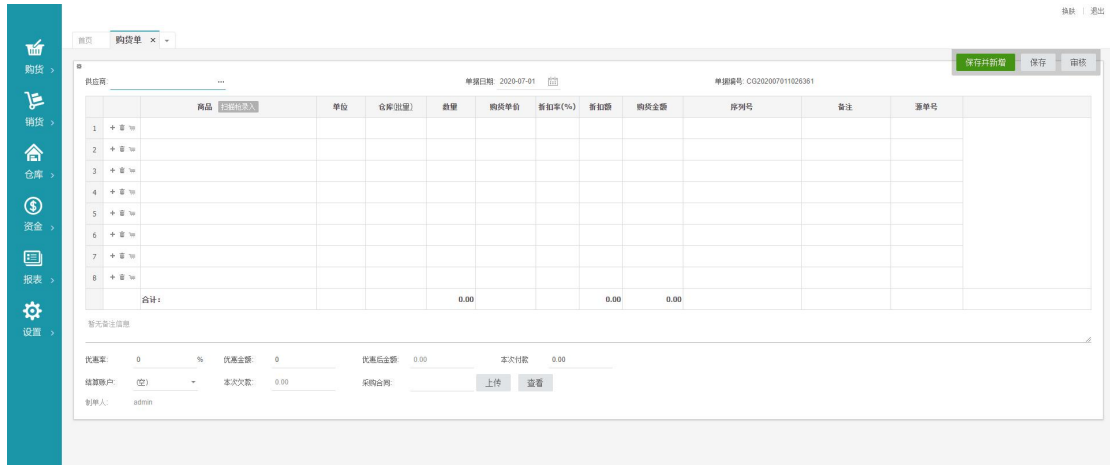 换肤 | 退出
首页 购货单 × 
购货 >
销货 >
仓库 >
资金 >
报表 >
设置 >
保存并新增 保存 审核
供应商: ... 单据日期: 2020-07-01 单据编号: CG202007011026361
商品 扫描枪录入 单位 仓库(批量) 数量 购货单价 折扣率(%) 折扣额 购货金额 序列号 备注 源单号
1
2
3
4
5
6
7
8
合计: 0.00 0.00 0.00
暂无备注信息
优惠率: 0 % 优惠金额: 0 优惠后金额: 0.00 本次付款: 0.00
结算账户: (空) 本次欠款: 0.00 采购合同: 上传 查看
制单人: admin